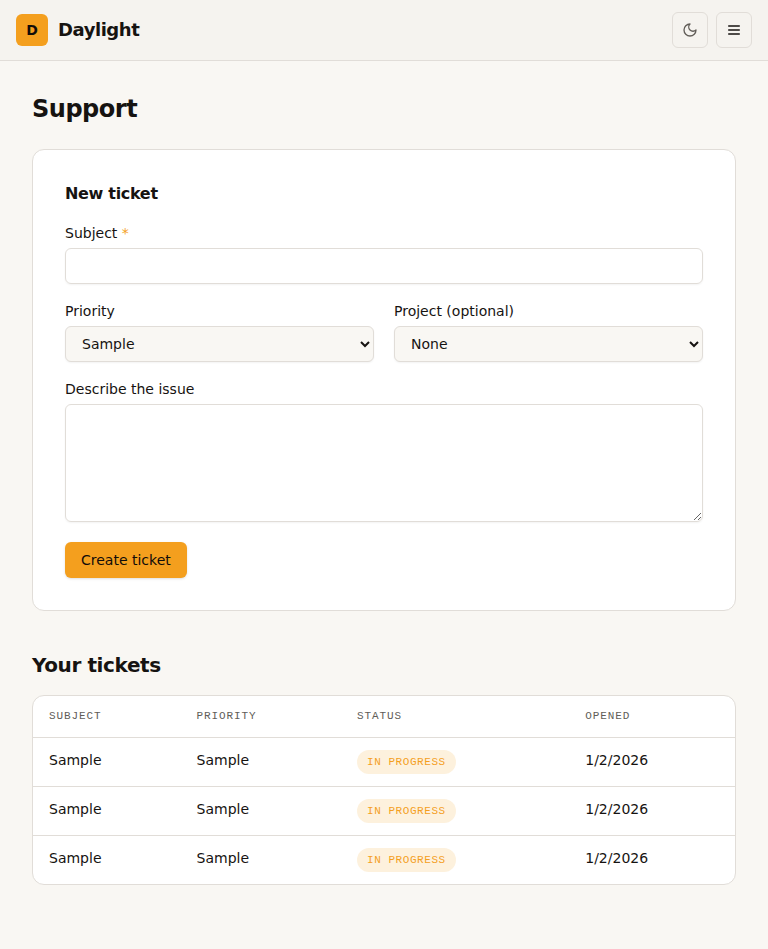 D Daylight
Support
New ticket
Subject *
Priority Project (optional)
Sample None
Describe the issue
Create ticket
Your tickets
SUBJECT PRIORITY STATUS OPENED
Sample Sample IN PROGRESS 1/2/2026
Sample Sample IN PROGRESS 1/2/2026
Sample Sample IN PROGRESS 1/2/2026